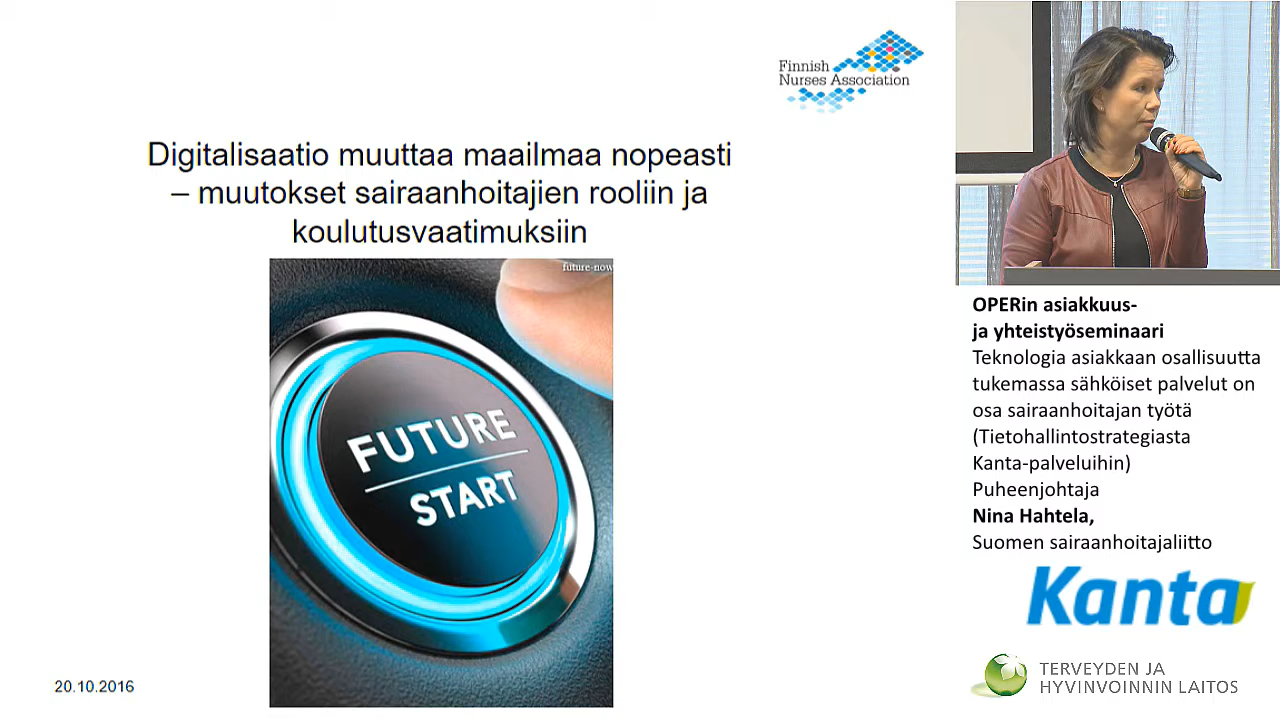 Finnish
Nurses Association
Digitalisaatio muuttaa maailmaa nopeasti
– muutokset sairaanhoitajien rooliin ja
koulutusvaatimuksiin
future-now
FUTURE
START
20.10.2016
OPERin asiakkuus-
ja yhteistyöseminaari
Teknologia asiakkaan osallisuutta
tukemassa sähköiset palvelut on
osa sairaanhoitajan työtä
(Tietohallintostrategiasta
Kanta-palveluihin)
Puheenjohtaja
Nina Hahtela,
Suomen sairaanhoitajaliitto
Kanta
TERVEYDEN JA
HYVINVOINNIN LAITOS